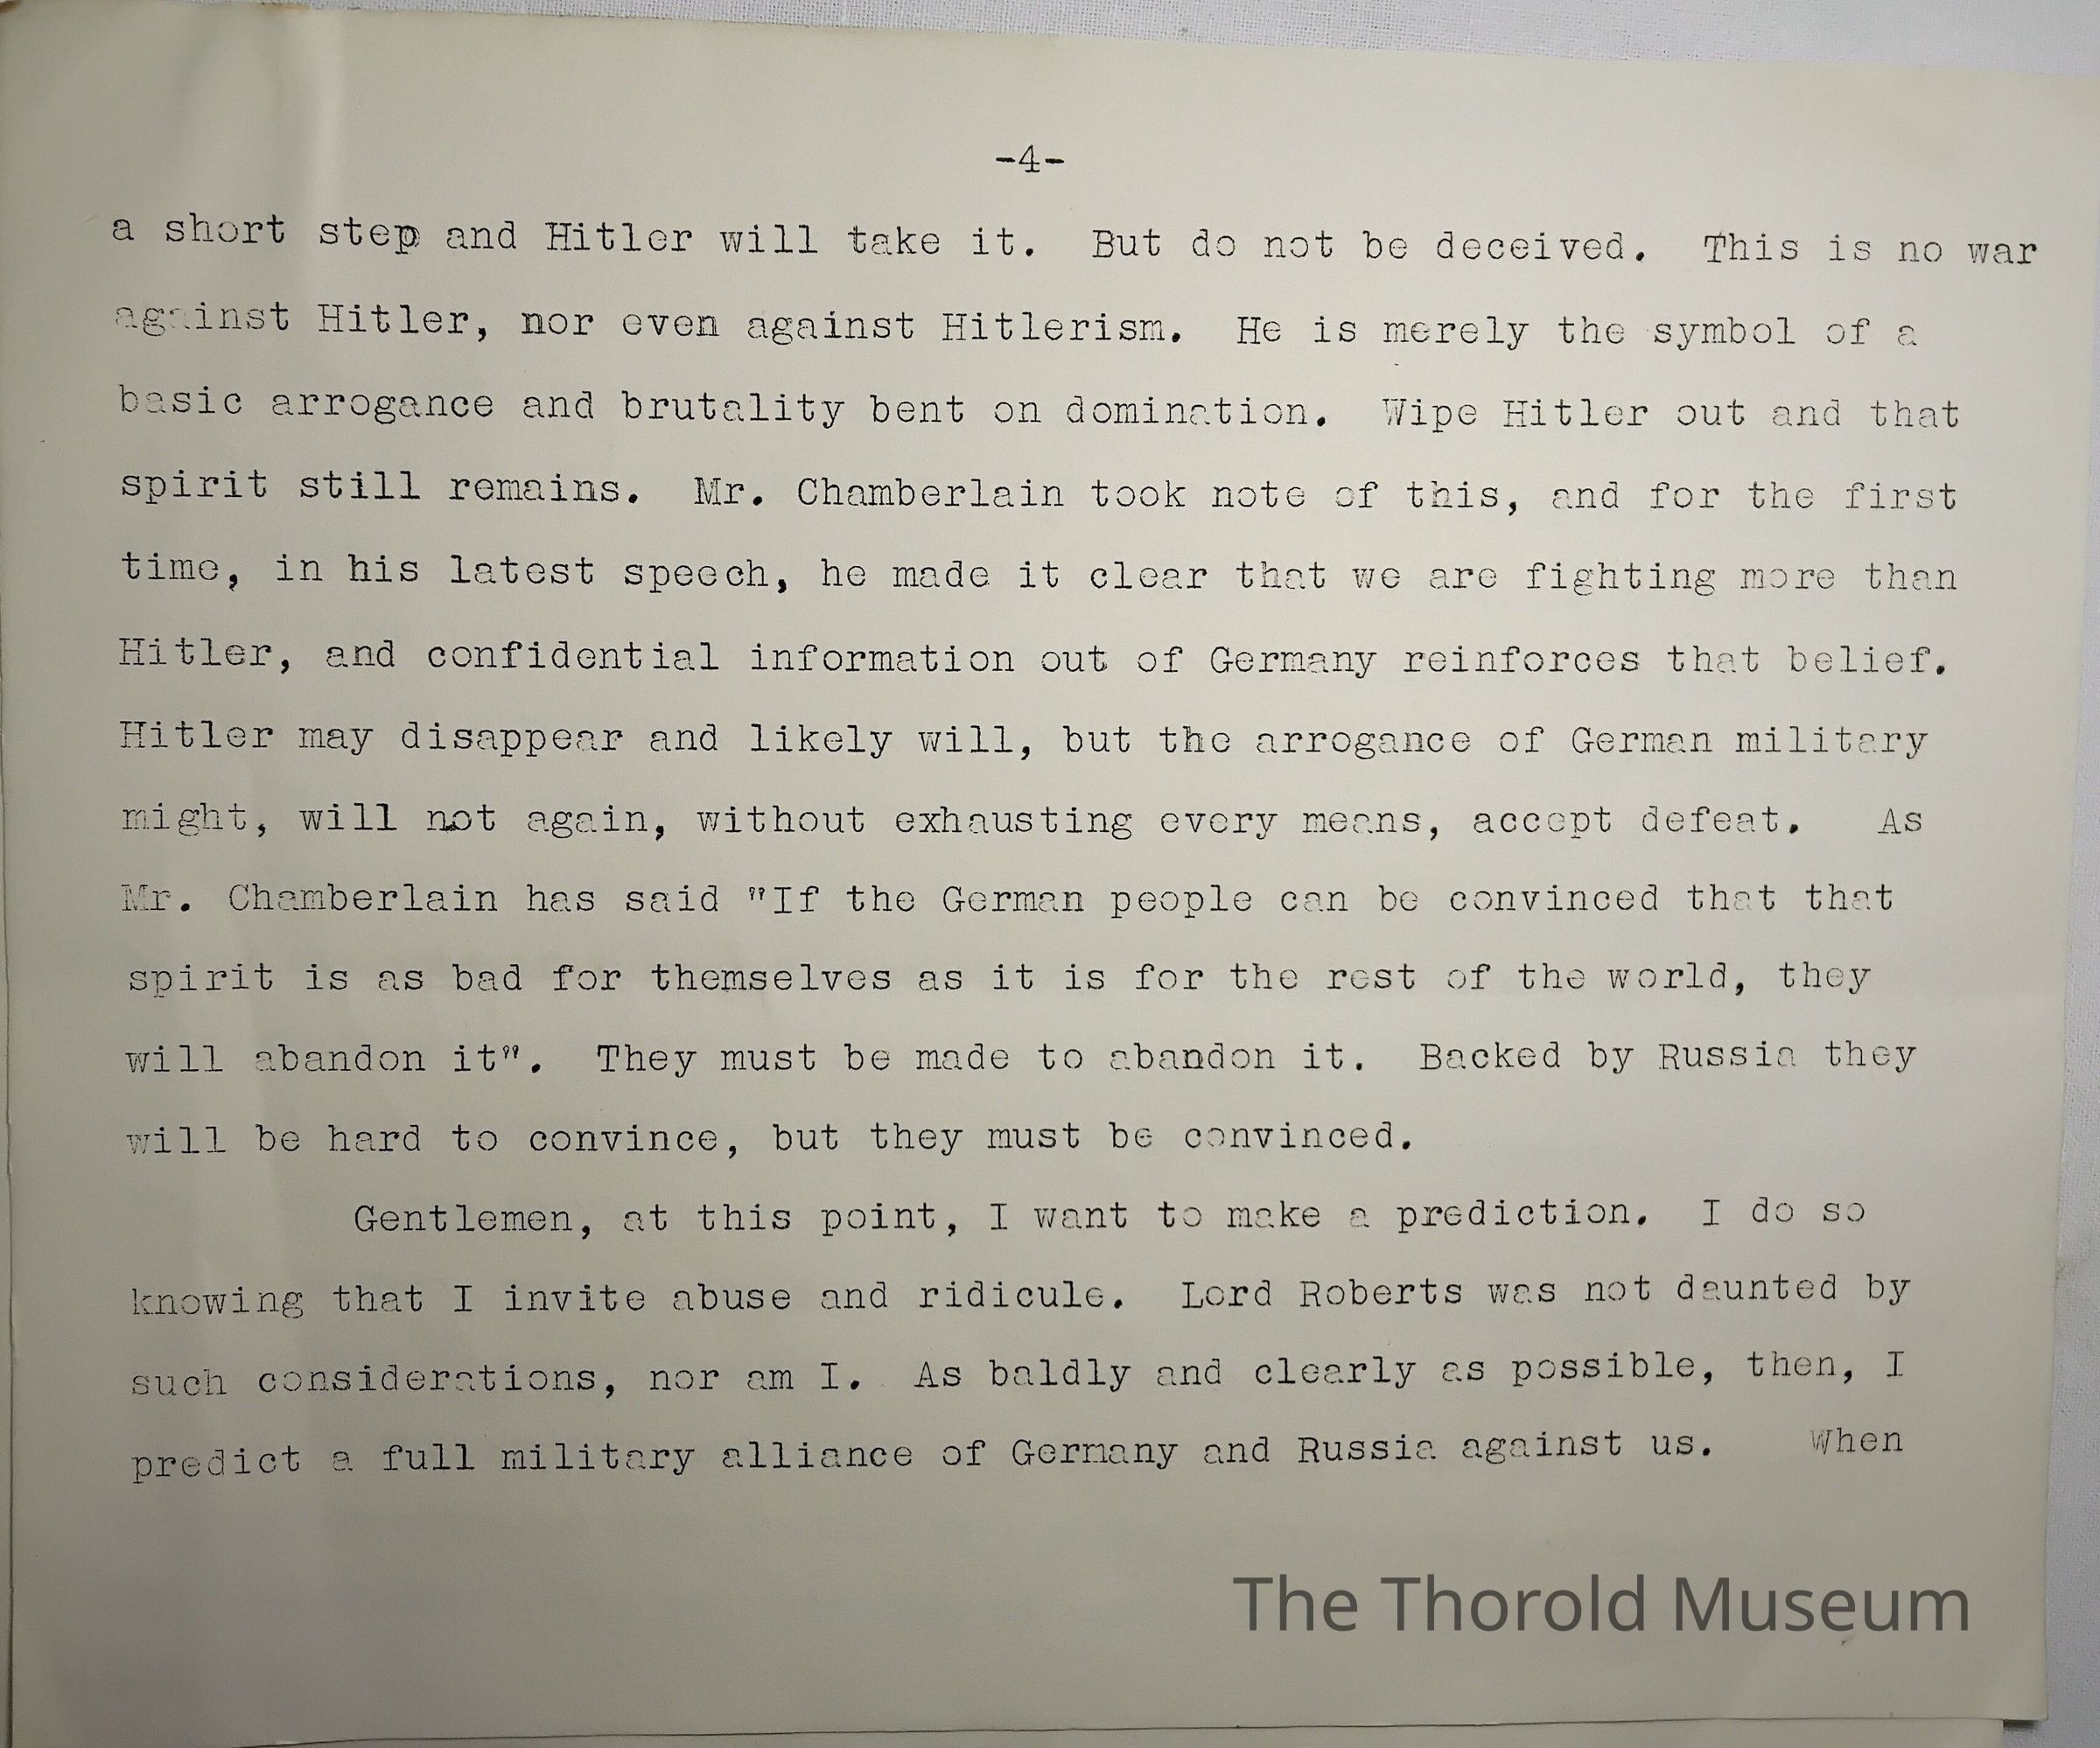 -4-
a short step and Hitler will take it. But do not be deceived. This is no war
against Hitler, nor even against Hitlerism. He is merely the symbol of a
basic arrogance and brutality bent on domination. Wipe Hitler out and that
spirit still remains. Mr. Chamberlain took note of this, and for the first
time, in his latest speech, he made it clear that we are fighting more than
Hitler, and confidential information out of Germany reinforces that belief.
Hitler may disappear and likely will, but the arrogance of German military
might, will not again, without exhausting every means, accept defeat. As
Mr. Chamberlain has said "If the German people can be convinced that that
spirit is as bad for themselves as it is for the rest of the world, they
will abandon it". They must be made to abandon it. Backed by Russia they
will be hard to convince, but they must be convinced.
Gentlemen, at this point, I want to make a prediction. I do so
knowing that I invite abuse and ridicule. Lord Roberts was not daunted by
such considerations, nor am I. As baldly and clearly as possible, then, I
predict a full military alliance of Germany and Russia against us. When
The Thorold Museum